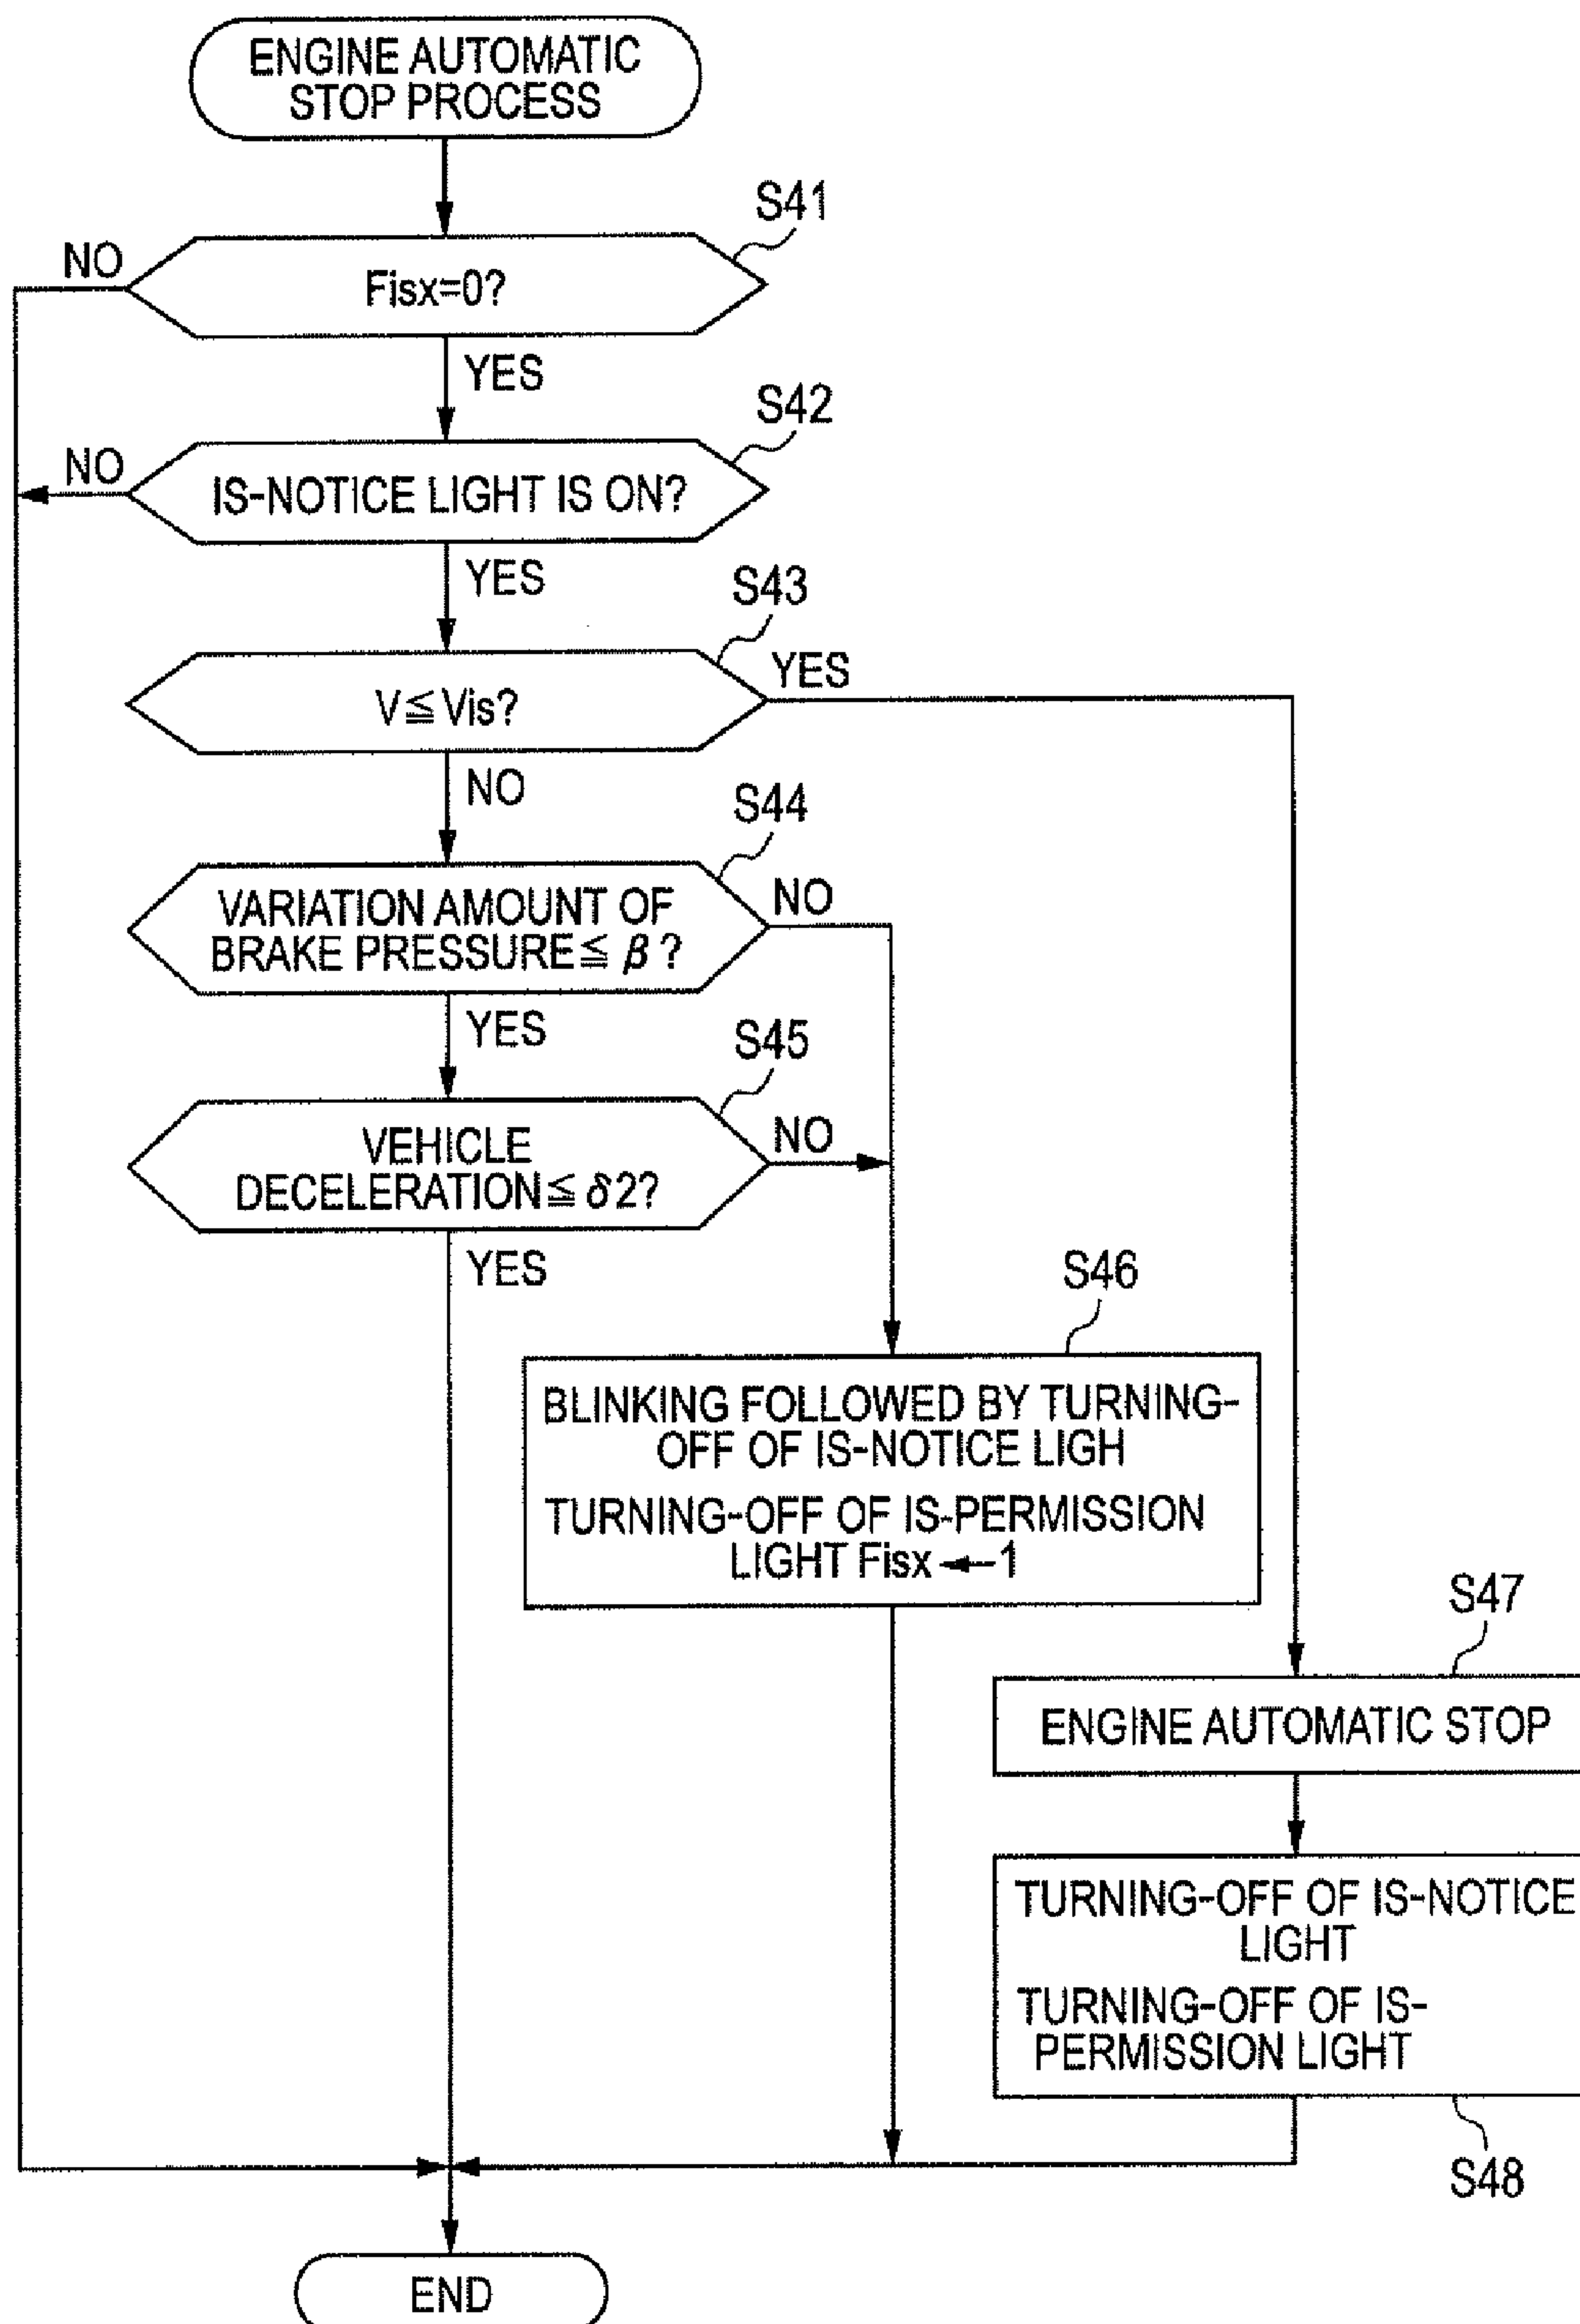 ENGINE AUTOMATIC
STOP PROCESS
S41
NO
Fisx=0?
YES
S42
NO
IS-NOTICE LIGHT IS ON?
YES
S43
YES
V≦Vis?
NO
S44
NO
VARIATION AMOUNT OF
BRAKE PRESSURE≦ β ?
YES
S45
NO
VEHICLE
DECELERATION≦ δ2?
YES
S46
BLINKING FOLLOWED BY TURNING-
OFF OF IS-NOTICE LIGH
TURNING-OFF OF IS-PERMISSION
LIGHT Fisx ← 1
S47
ENGINE AUTOMATIC STOP
TURNING-OFF OF IS-NOTICE
LIGHT
TURNING-OFF OF IS-
PERMISSION LIGHT
S48
END